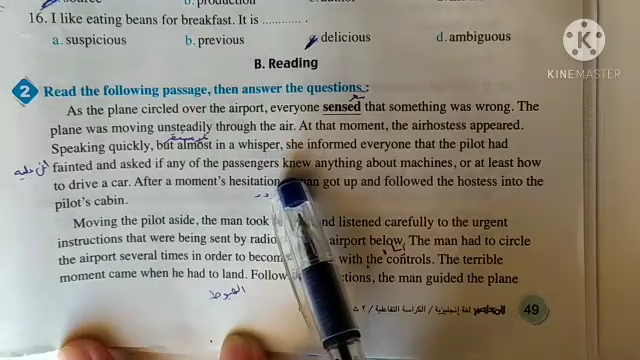 a. source b. production c. author
16. I like eating beans for breakfast. It is ............ .
a. suspicious b. previous c. delicious d. ambiguous
B. Reading
2 Read the following passage, then answer the questions :
As the plane circled over the airport, everyone sensed that something was wrong. The
plane was moving unsteadily through the air. At that moment, the airhostess appeared.
Speaking quickly, but almost in a whisper, she informed everyone that the pilot had
fainted and asked if any of the passengers knew anything about machines, or at least how
to drive a car. After a moment's hesitation man got up and followed the hostess into the
pilot's cabin.
Moving the pilot aside, the man took and listened carefully to the urgent
instructions that were being sent by radio airport below. The man had to circle
the airport several times in order to with the controls. The terrible
moment came when he had to land. the man guided the plane
الهبوط
المعاصر لغة إنجليزية / الكراسة التفاعلية / ٢ ث 49
KINEMASTER